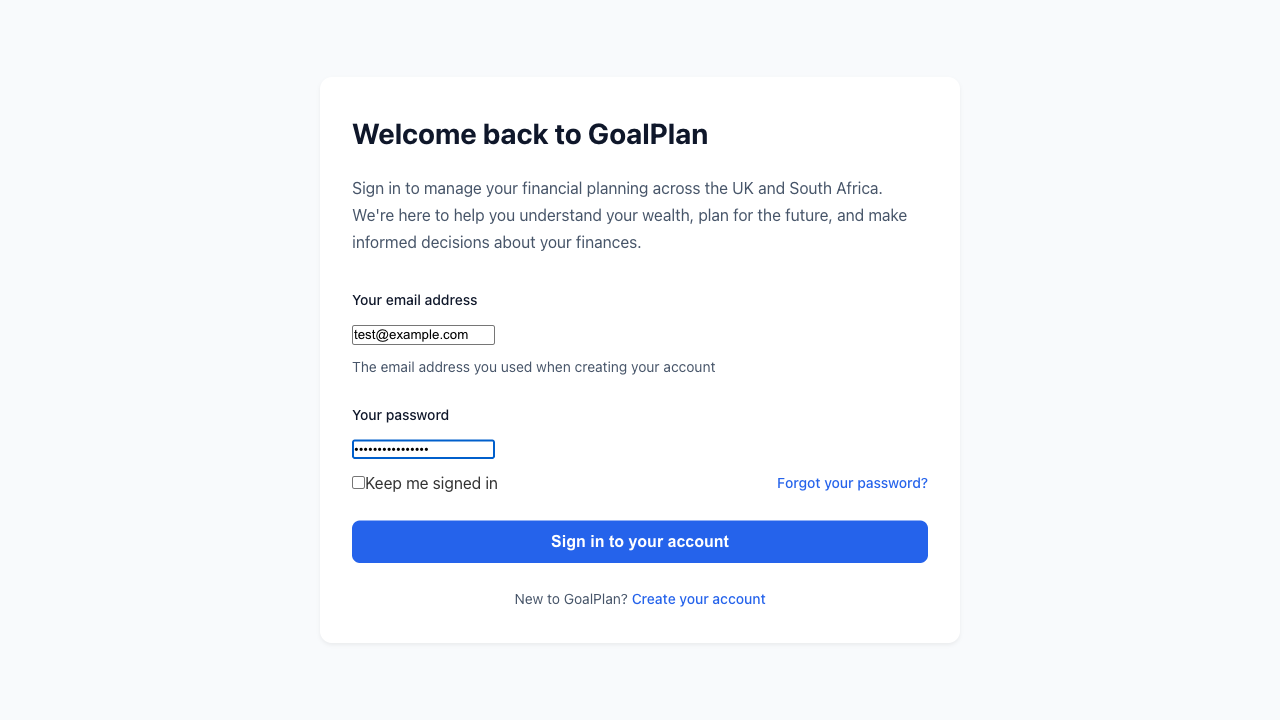 Welcome back to GoalPlan
Sign in to manage your financial planning across the UK and South Africa.
We're here to help you understand your wealth, plan for the future, and make
informed decisions about your finances.
Your email address
test@example.com
The email address you used when creating your account
Your password
••••••••••••••••
Keep me signed in
Forgot your password?
Sign in to your account
New to GoalPlan? Create your account